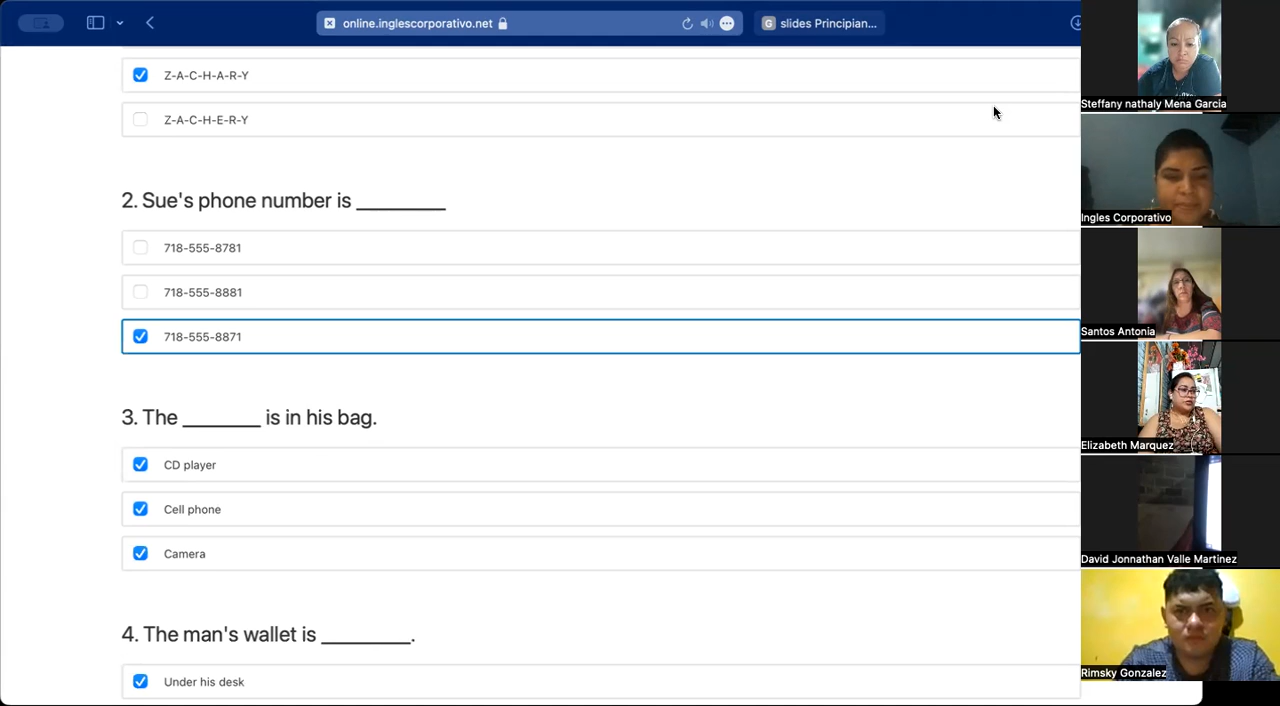 online.inglescorporativo.net
slides Principian...
Z-A-C-H-A-R-Y
Z-A-C-H-E-R-Y
2. Sue's phone number is _________
718-555-8781
718-555-8881
718-555-8871
3. The ________ is in his bag.
CD player
Cell phone
Camera
4. The man's wallet is _________.
Under his desk
Steffany nathaly Mena Garcia
Ingles Corporativo
Santos Antonia
Elizabeth Marquez
David Jonnathan Valle Martinez
Rimsky Gonzalez